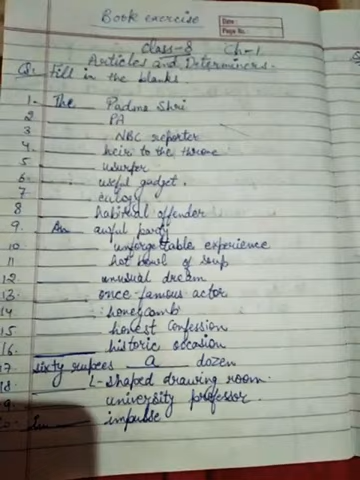 Book exercise
Date:
Page No.
Class-8 Ch-1
Articles and Determiners.
Q. Fill in the blanks
1. The Padma Shri
2 PA
3 NBC reporter
4. heir to the throne
5. usurper
6. useful gadget.
7 eulogy
8 habitual offender
9. An awful party
10 unforgettable experience
11 hot bowl of soup
12. unusual dream
13. once-famous actor
14 honeycomb
15 honest confession
16. historic occasion
17. sixty rupees a dozen
18. L-shaped drawing room.
9. university professor.
impulse